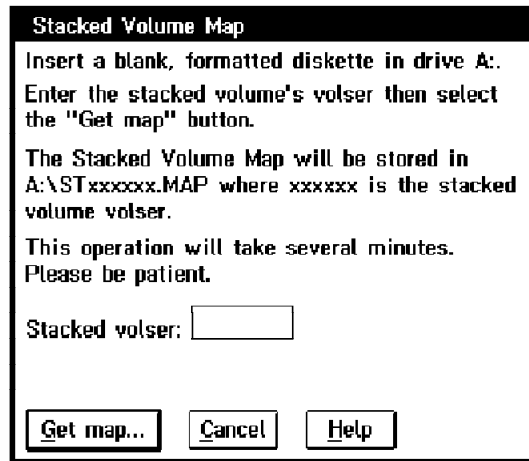 Stacked Volume Map
Insert a blank, formatted diskette in drive A:.
Enter the stacked volume's volser then select
the "Get map" button.
The Stacked Volume Map will be stored in
A:\STxxxxxx.MAP where xxxxxx is the stacked
volume volser.
This operation will take several minutes.
Please be patient.
Stacked volser:
Get map... Cancel Help